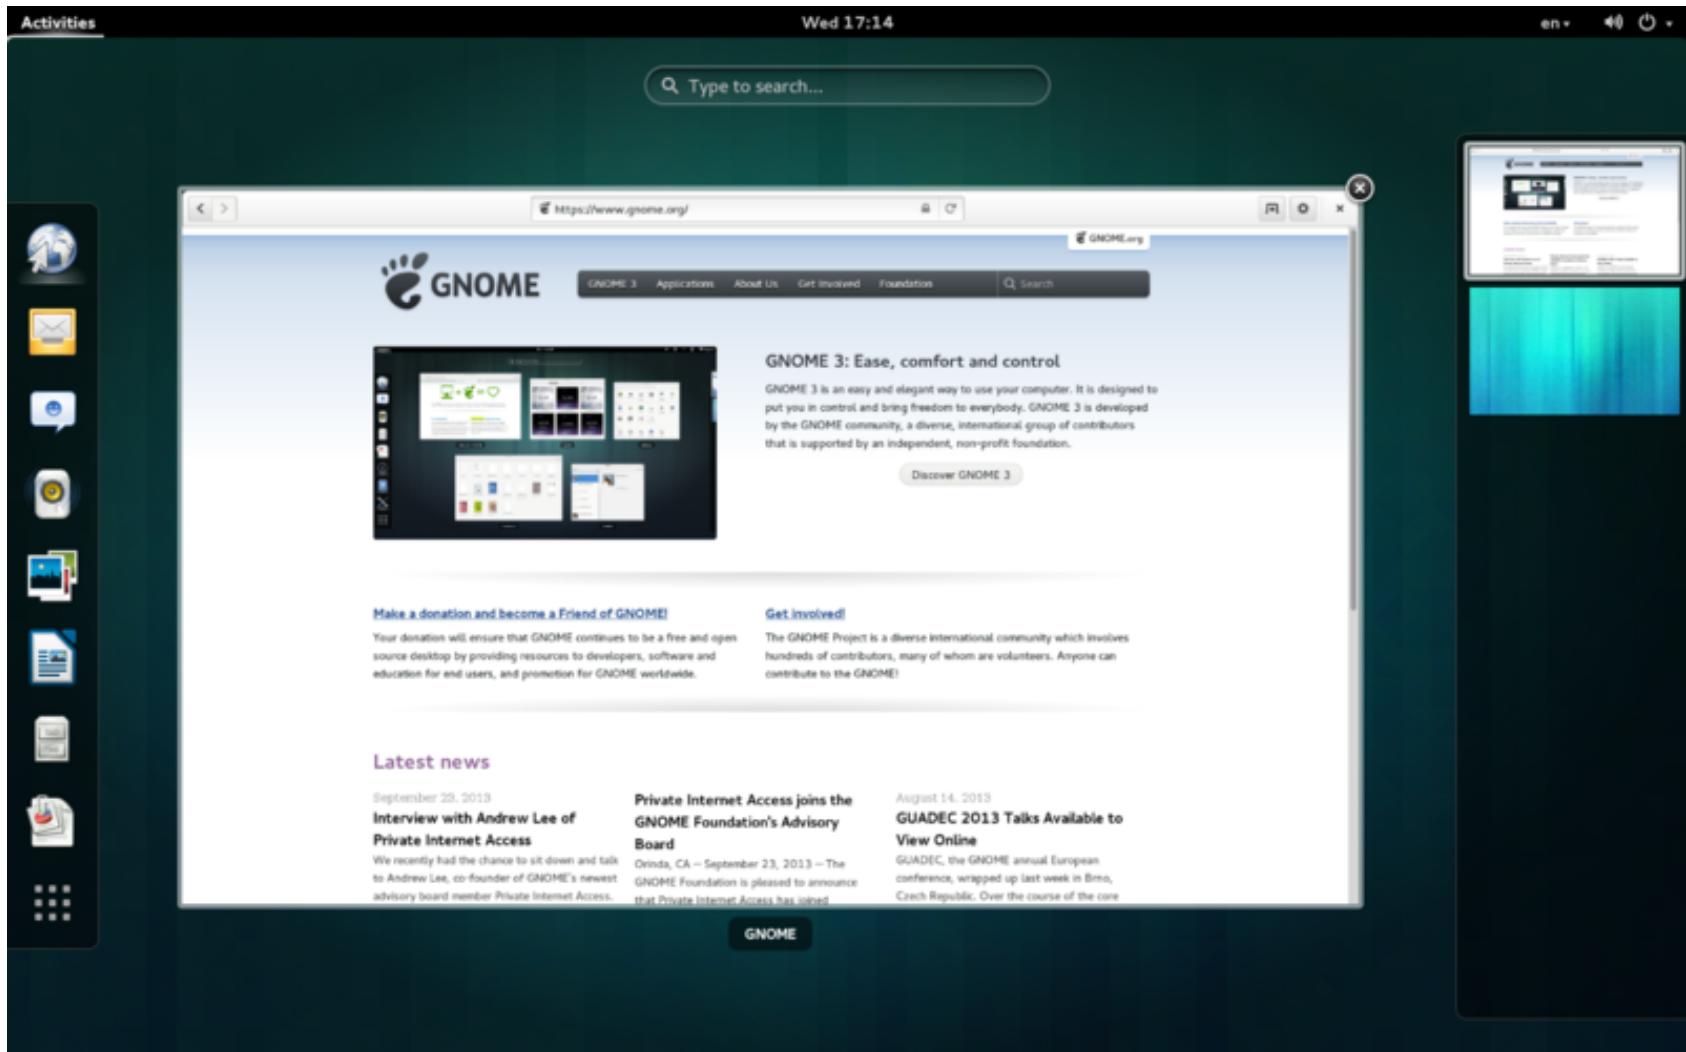 Activities
Wed 17:14
en
Type to search...
https://www.gnome.org/
GNOME.org
GNOME
GNOME 3 Applications About Us Get Involved Foundation Search
GNOME 3: Ease, comfort and control
GNOME 3 is an easy and elegant way to use your computer. It is designed to
put you in control and bring freedom to everybody. GNOME 3 is developed
by the GNOME community, a diverse, international group of contributors
that is supported by an independent, non-profit foundation.
Discover GNOME 3
Make a donation and become a Friend of GNOME!
Your donation will ensure that GNOME continues to be a free and open
source desktop by providing resources to developers, software and
education for end users, and promotion for GNOME worldwide.
Get involved!
The GNOME Project is a diverse international community which involves
hundreds of contributors, many of whom are volunteers. Anyone can
contribute to the GNOME!
Latest news
September 23, 2013
Interview with Andrew Lee of
Private Internet Access
We recently had the chance to sit down and talk
to Andrew Lee, co-founder of GNOME's newest
advisory board member Private Internet Access.
Private Internet Access joins the
GNOME Foundation's Advisory
Board
Orinda, CA – September 23, 2013 – The
GNOME Foundation is pleased to announce
that Private Internet Access has joined
August 14, 2013
GUADEC 2013 Talks Available to
View Online
GUADEC, the GNOME annual European
conference, wrapped up last week in Brno,
Czech Republic. Over the course of the core
GNOME